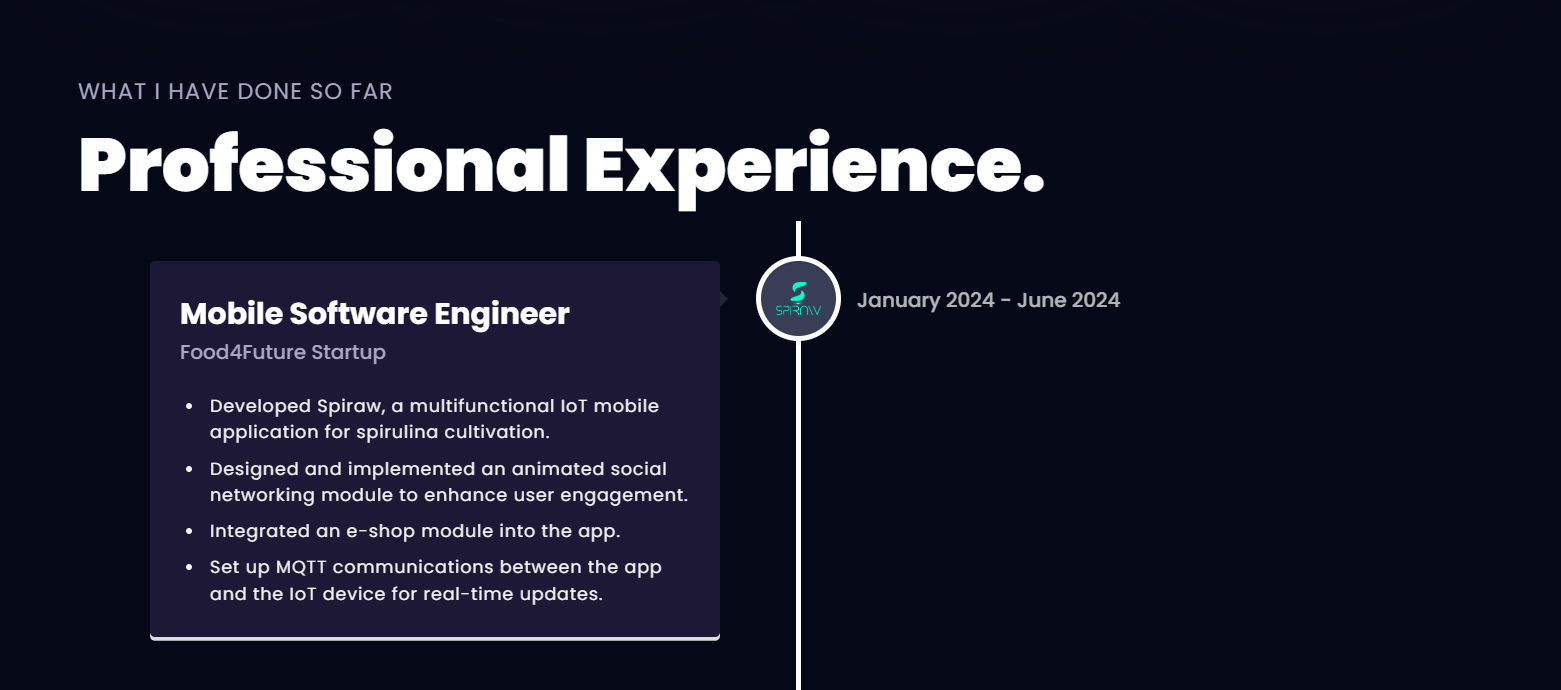 WHAT I HAVE DONE SO FAR
Professional Experience.
Mobile Software Engineer
Food4Future Startup
• Developed Spiraw, a multifunctional IoT mobile
application for spirulina cultivation.
• Designed and implemented an animated social
networking module to enhance user engagement.
• Integrated an e-shop module into the app.
• Set up MQTT communications between the app
and the IoT device for real-time updates.
SPIRAW
January 2024 - June 2024